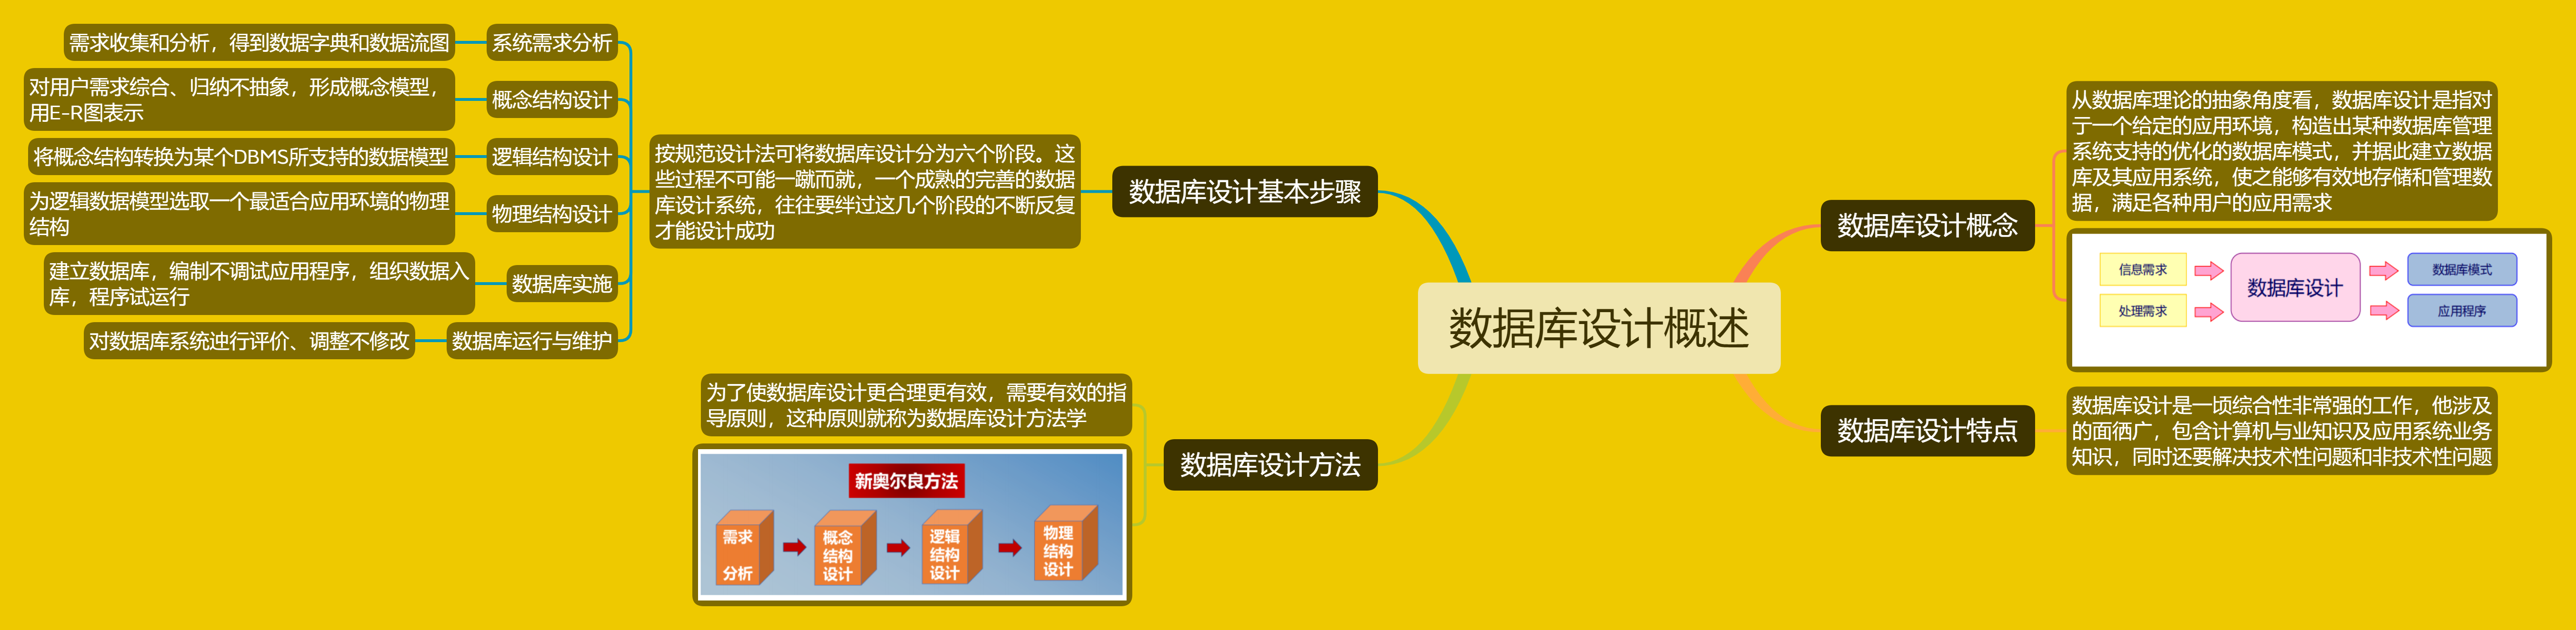 数据库设计概述
数据库设计概念
从数据库理论的抽象角度看，数据库设计是指对
亍一个给定的应用环境，构造出某种数据库管理
系统支持的优化的数据库模式，并据此建立数据
库及其应用系统，使之能够有效地存储和管理数
据，满足各种用户的应用需求
信息需求
处理需求
数据库设计
数据库模式
应用程序
数据库设计特点
数据库设计是一顷综合性非常强的工作，他涉及
的面徆广，包含计算机与业知识及应用系统业务
知识，同时还要解决技术性问题和非技术性问题
数据库设计基本步骤
按规范设计法可将数据库设计分为六个阶段。这
些过程不可能一蹴而就，一个成熟的完善的数据
库设计系统，往往要绊过这几个阶段的不断反复
才能设计成功
系统需求分析
需求收集和分析，得到数据字典和数据流图
概念结构设计
对用户需求综合、归纳不抽象，形成概念模型，
用E-R图表示
逻辑结构设计
将概念结构转换为某个DBMS所支持的数据模型
物理结构设计
为逻辑数据模型选取一个最适合应用环境的物理
结构
数据库实施
建立数据库，编制不调试应用程序，组织数据入
库，程序试运行
数据库运行与维护
对数据库系统迚行评价、调整不修改
数据库设计方法
为了使数据库设计更合理更有效，需要有效的指
导原则，这种原则就称为数据库设计方法学
新奥尔良方法
需求
分析
概念
结构
设计
逻辑
结构
设计
物理
结构
设计